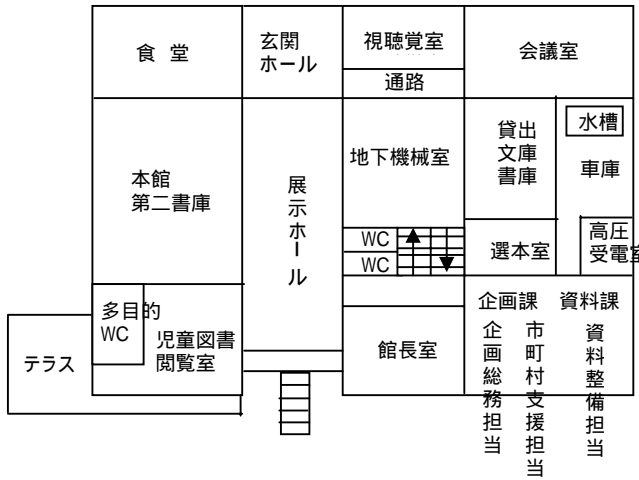 食 堂
玄関
ホール
視聴覚室
通路
会議室
本館
第二書庫
展示ホール
地下機械室
貸出
文庫
書庫
水槽
車庫
WC
WC
選本室
高圧
受電室
多目的
WC
児童図書
閲覧室
テラス
館長室
企画課
資料課
企画総務担当
市町村支援担当
資料整備担当